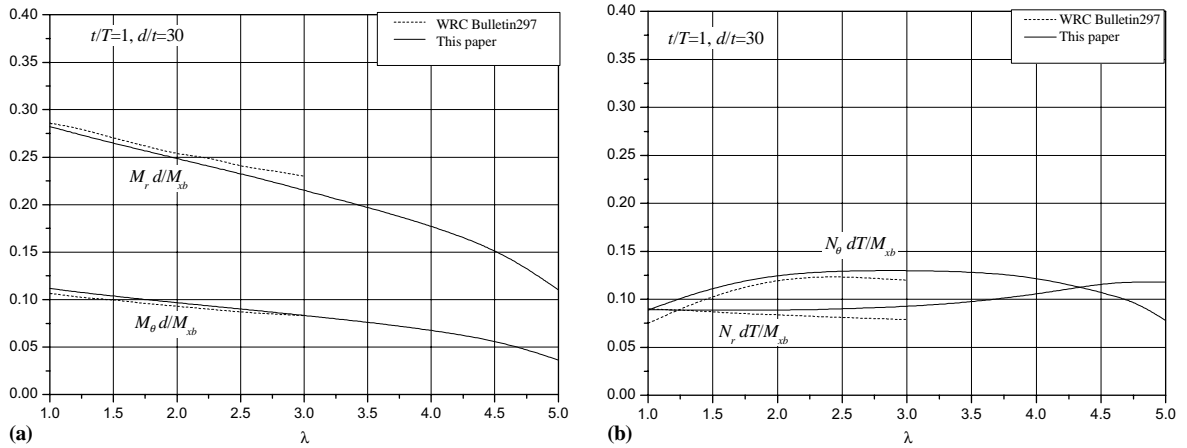 0.40
0.35
0.30
0.25
0.20
0.15
0.10
0.05
0.00
t/T=1, d/t=30
WRC Bulletin297
This paper
M_r d/M_xb
M_θ d/M_xb
1.0 1.5 2.0 2.5 3.0 3.5 4.0 4.5 5.0
(a) λ
0.40
0.35
0.30
0.25
0.20
0.15
0.10
0.05
0.00
t/T=1, d/t=30
WRC Bulletin297
This paper
N_θ dT/M_xb
N_r dT/M_xb
1.0 1.5 2.0 2.5 3.0 3.5 4.0 4.5 5.0
(b) λ